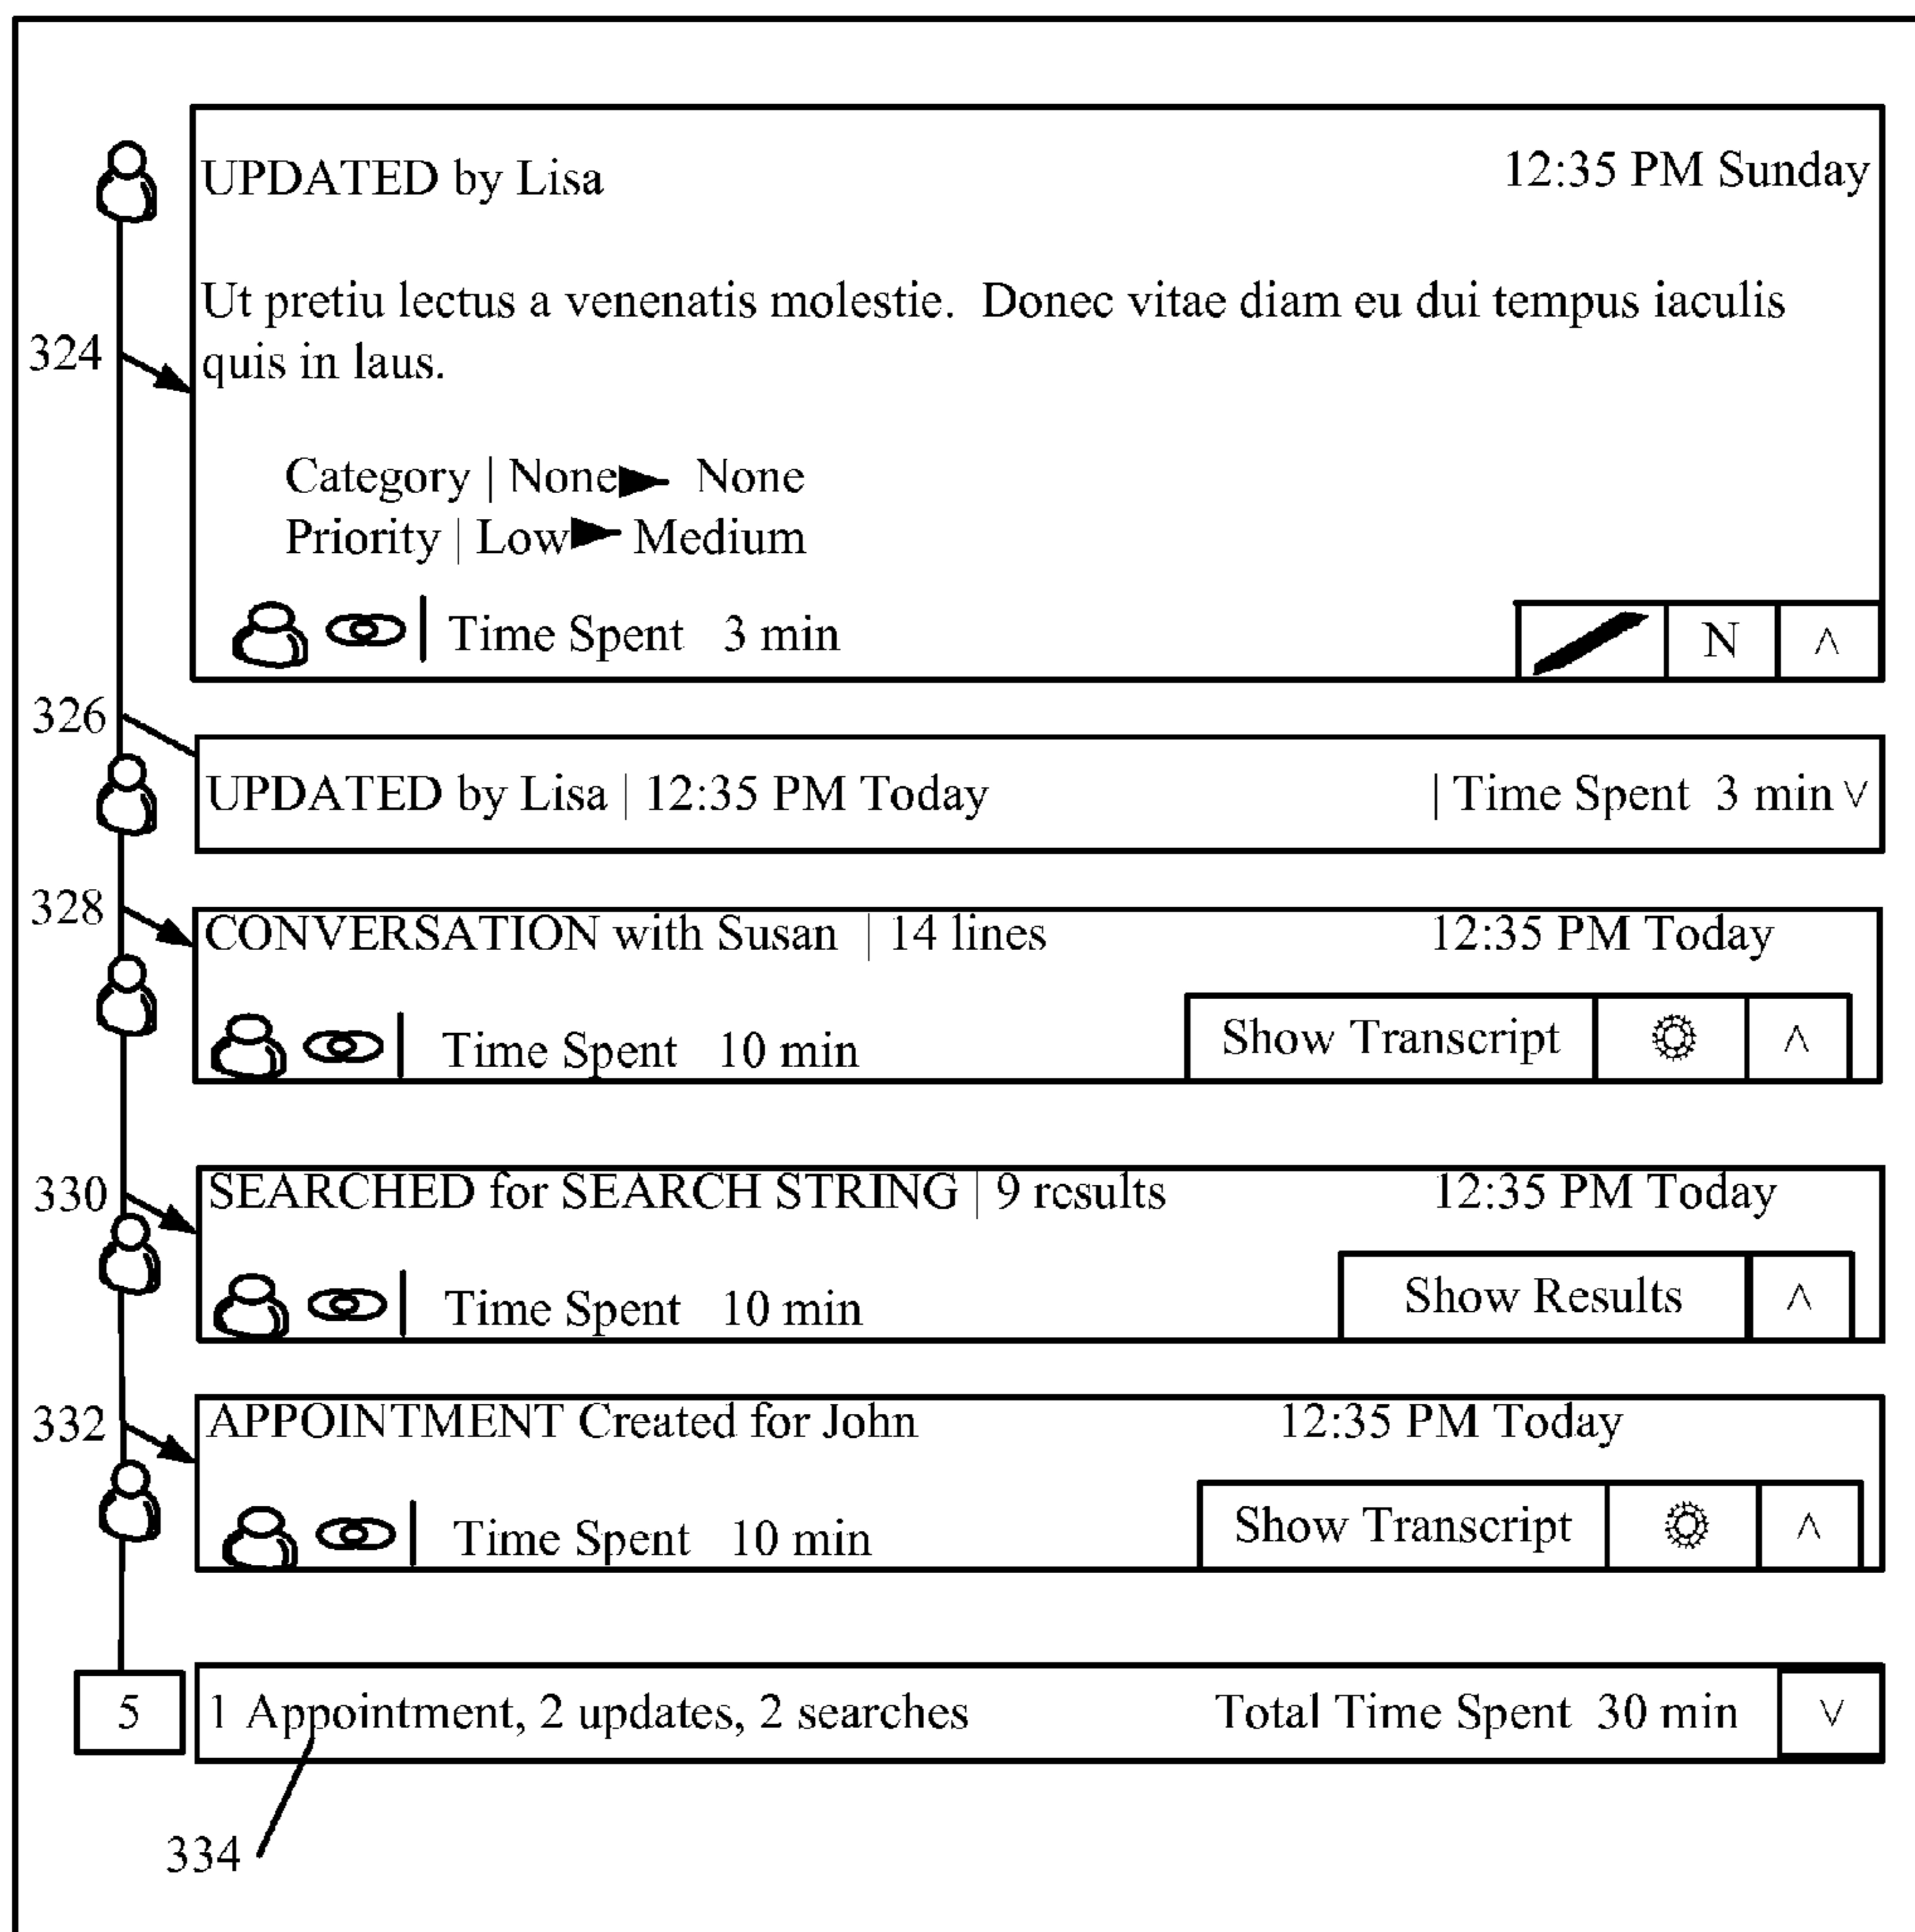 UPDATED by Lisa 12:35 PM Sunday
Ut pretiu lectus a venenatis molestie. Donec vitae diam eu dui tempus iaculis
324
quis in laus.
Category | None ► None
Priority | Low ► Medium
| Time Spent 3 min N ^
326
UPDATED by Lisa | 12:35 PM Today | Time Spent 3 min v
328
CONVERSATION with Susan | 14 lines 12:35 PM Today
| Time Spent 10 min Show Transcript ^
330
SEARCHED for SEARCH STRING | 9 results 12:35 PM Today
| Time Spent 10 min Show Results ^
332
APPOINTMENT Created for John 12:35 PM Today
| Time Spent 10 min Show Transcript ^
5 1 Appointment, 2 updates, 2 searches Total Time Spent 30 min v
334